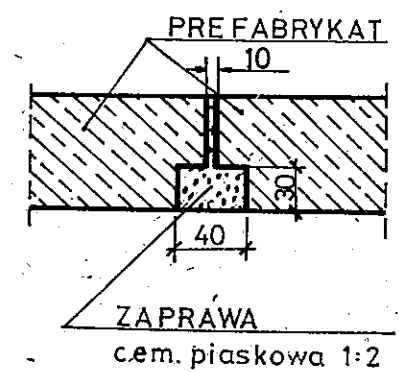 PREFABRYKAT
10
30
40
ZAPRAWA
cem. piaskowa 1:2